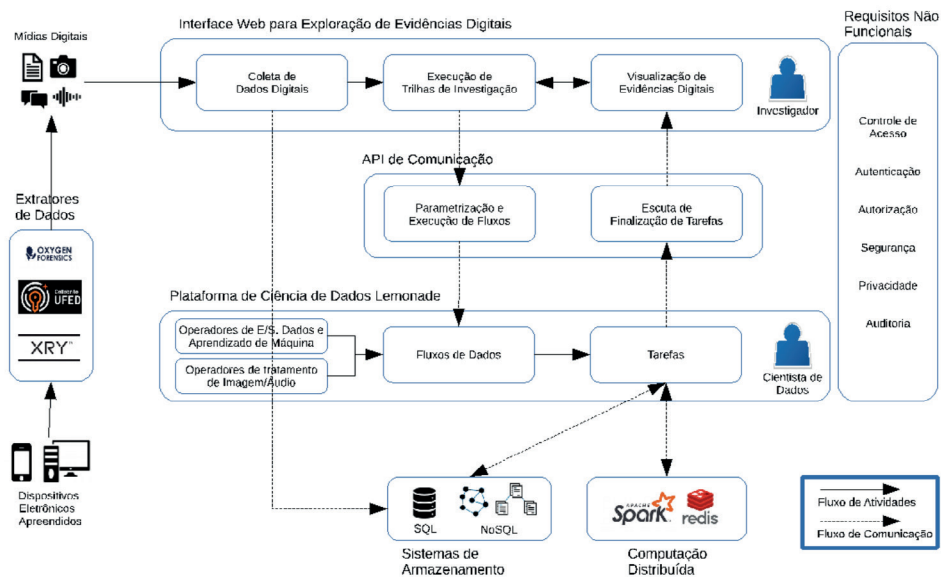 Interface Web para Exploração de Evidências Digitais
Requisitos Não
Funcionais
Mídias Digitais
Coleta de
Dados Digitais
Execução de
Trilhas de Investigação
Visualização de
Evidências Digitais
Investigador
Controle de
Acesso
Autenticação
Autorização
Segurança
Privacidade
Auditoria
API de Comunicação
Parametrização e
Execução de Fluxos
Escuta de
Finalização de Tarefas
Extratores
de Dados
OXYGEN
FORENSICS
Cellebrite
UFED
XRY™
Plataforma de Ciência de Dados Lemonade
Operadores de E/S. Dados e
Aprendizado de Máquina
Operadores de tratamento
de Imagem/Áudio
Fluxos de Dados
Tarefas
Cientista de
Dados
Dispositivos
Eletrônicos
Apreendidos
SQL
NoSQL
Sistemas de
Armazenamento
APACHE
Spark
redis
Computação
Distribuída
Fluxo de Atividades
Fluxo de Comunicação